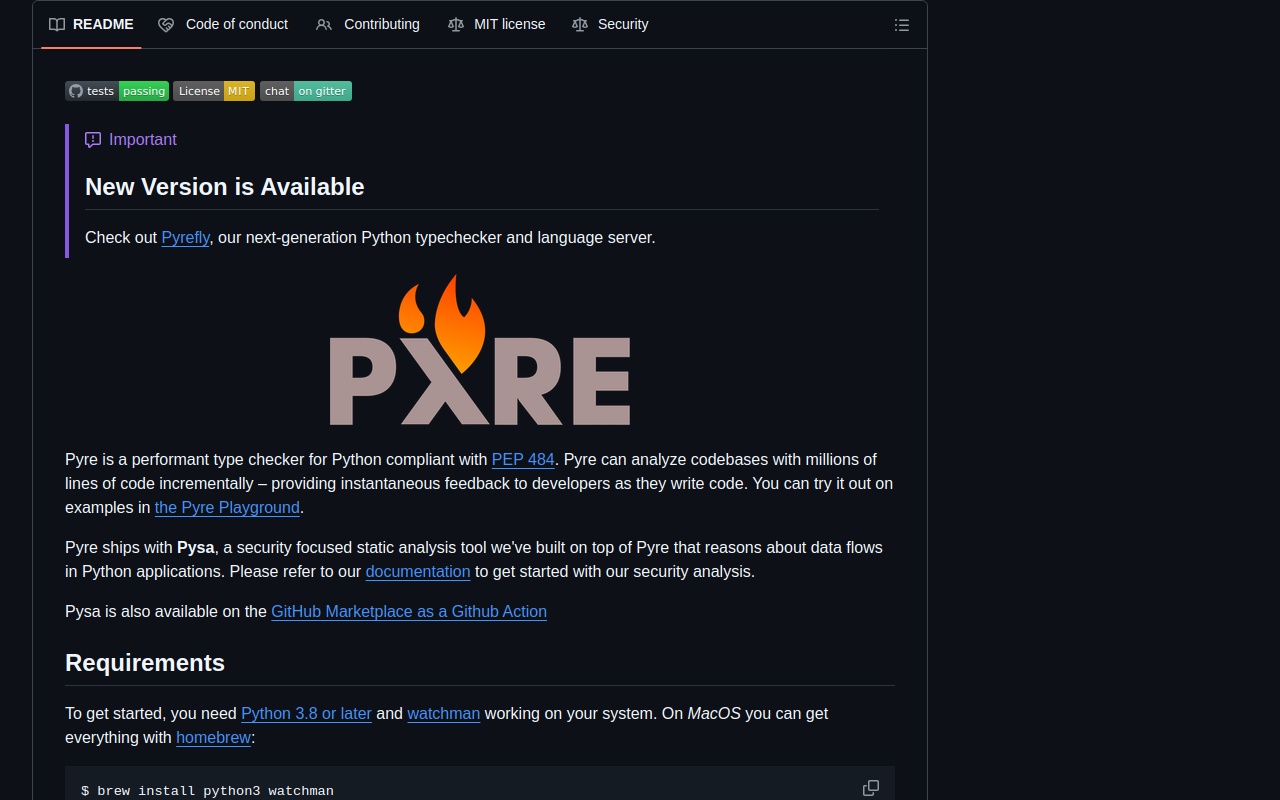 README Code of conduct Contributing MIT license Security
tests passing License MIT chat on gitter
Important
New Version is Available
Check out Pyrefly, our next-generation Python typechecker and language server.
PYRE
Pyre is a performant type checker for Python compliant with PEP 484. Pyre can analyze codebases with millions of
lines of code incrementally – providing instantaneous feedback to developers as they write code. You can try it out on
examples in the Pyre Playground.
Pyre ships with Pysa, a security focused static analysis tool we've built on top of Pyre that reasons about data flows
in Python applications. Please refer to our documentation to get started with our security analysis.
Pysa is also available on the GitHub Marketplace as a Github Action
Requirements
To get started, you need Python 3.8 or later and watchman working on your system. On MacOS you can get
everything with homebrew:
$ brew install python3 watchman